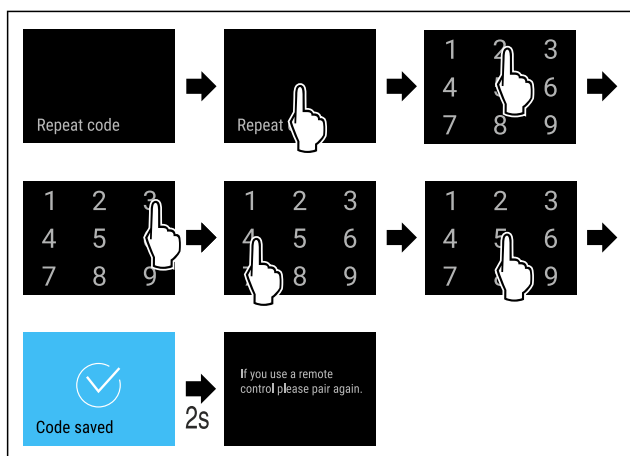 Repeat code
Repeat
1 2 3
4 6
7 8 9
1 2 3
4 5
7 8 9
1 2 3
4 5 6
8 9
1 2 3
4 5 6
7 9
Code saved
2s
If you use a remote
control please pair again.